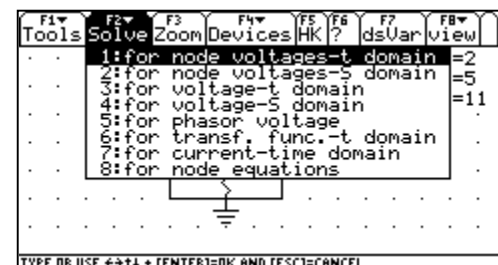 F1▾ F2▾ F3 F4▾ F5 F6 F7 F8▾
Tools Solve Zoom Devices HK ? dsVar view
1:for node voltages-t domain =2
2:for node voltages-S domain =5
3:for voltage-t domain =11
4:for voltage-S domain
5:for phasor voltage
6:for transf. func.-t domain
7:for current-time domain
8:for node equations
TYPE OR USE ←→↑↓ + [ENTER]=OK AND [ESC]=CANCEL